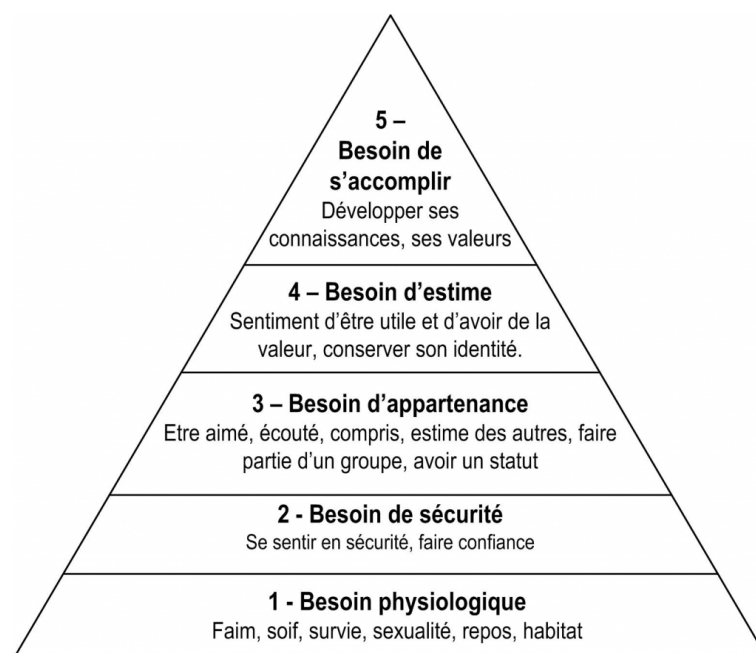 5 –
Besoin de
s’accomplir
Développer ses
connaissances, ses valeurs
4 – Besoin d’estime
Sentiment d’être utile et d’avoir de la
valeur, conserver son identité.
3 – Besoin d’appartenance
Etre aimé, écouté, compris, estime des autres, faire
partie d’un groupe, avoir un statut
2 - Besoin de sécurité
Se sentir en sécurité, faire confiance
1 - Besoin physiologique
Faim, soif, survie, sexualité, repos, habitat